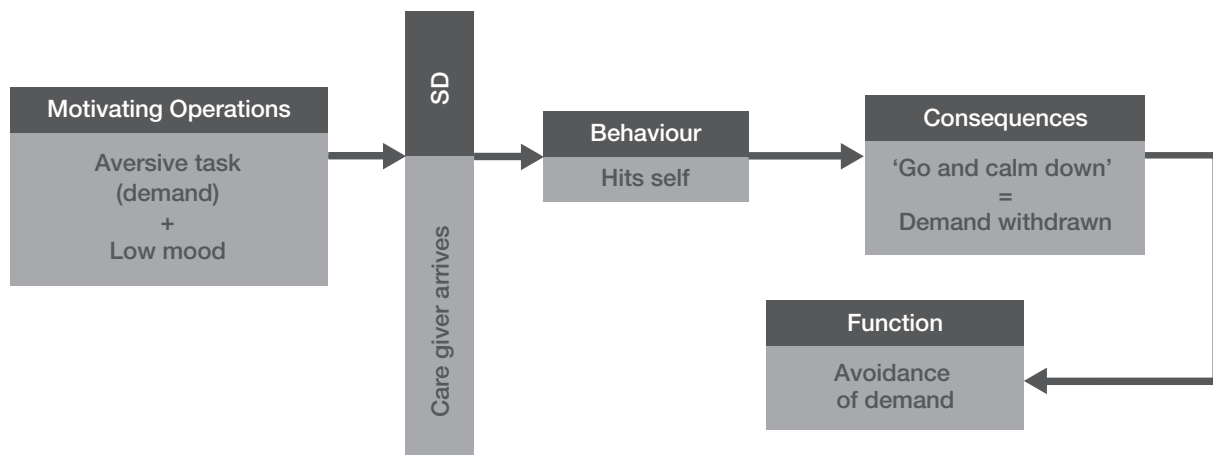 Motivating Operations
Aversive task
(demand)
+
Low mood
SD
Care giver arrives
Behaviour
Hits self
Consequences
‘Go and calm down’
=
Demand withdrawn
Function
Avoidance
of demand